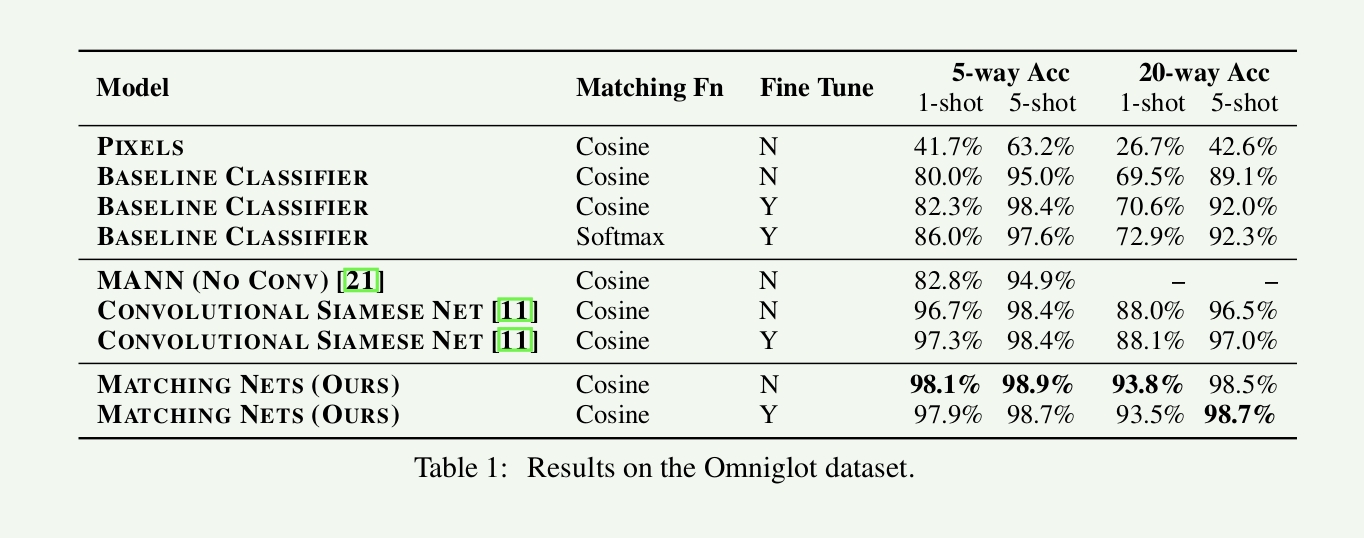 Model Matching Fn Fine Tune 5-way Acc 20-way Acc
1-shot 5-shot 1-shot 5-shot
PIXELS Cosine N 41.7% 63.2% 26.7% 42.6%
BASELINE CLASSIFIER Cosine N 80.0% 95.0% 69.5% 89.1%
BASELINE CLASSIFIER Cosine Y 82.3% 98.4% 70.6% 92.0%
BASELINE CLASSIFIER Softmax Y 86.0% 97.6% 72.9% 92.3%
MANN (NO CONV) [21] Cosine N 82.8% 94.9% – –
CONVOLUTIONAL SIAMESE NET [11] Cosine N 96.7% 98.4% 88.0% 96.5%
CONVOLUTIONAL SIAMESE NET [11] Cosine Y 97.3% 98.4% 88.1% 97.0%
MATCHING NETS (OURS) Cosine N 98.1% 98.9% 93.8% 98.5%
MATCHING NETS (OURS) Cosine Y 97.9% 98.7% 93.5% 98.7%
Table 1: Results on the Omniglot dataset.